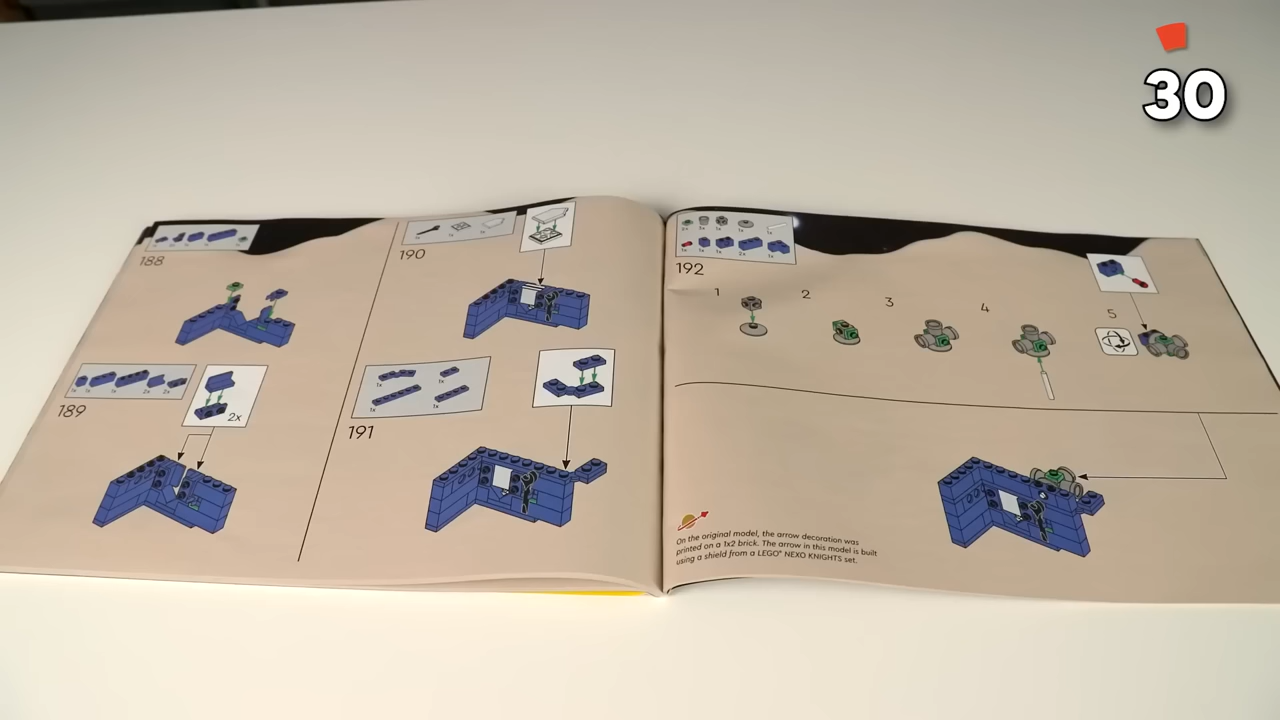 30
188
189
2x
190
191
1x
1x
1x
1x
192
1
2
3
4
5
On the original model, the arrow decoration was
printed on a 1x2 brick. The arrow in this model is built
using a shield from a LEGO® NEXO KNIGHTS set.